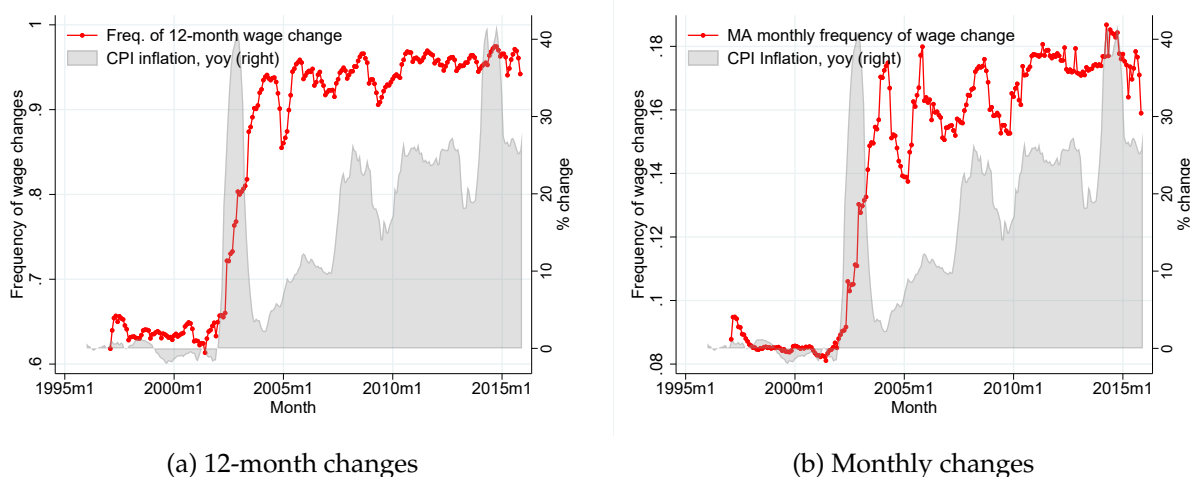 Freq. of 12-month wage change
CPI inflation, yoy (right)
Frequency of wage changes
.6 .7 .8 .9 1
0 10 20 30 40
% change
1995m1 2000m1 2005m1 2010m1 2015m1
Month
(a) 12-month changes
MA monthly frequency of wage change
CPI Inflation, yoy (right)
Frequency of wage changes
.08 .1 .12 .14 .16 .18
0 10 20 30 40
% change
1995m1 2000m1 2005m1 2010m1 2015m1
Month
(b) Monthly changes